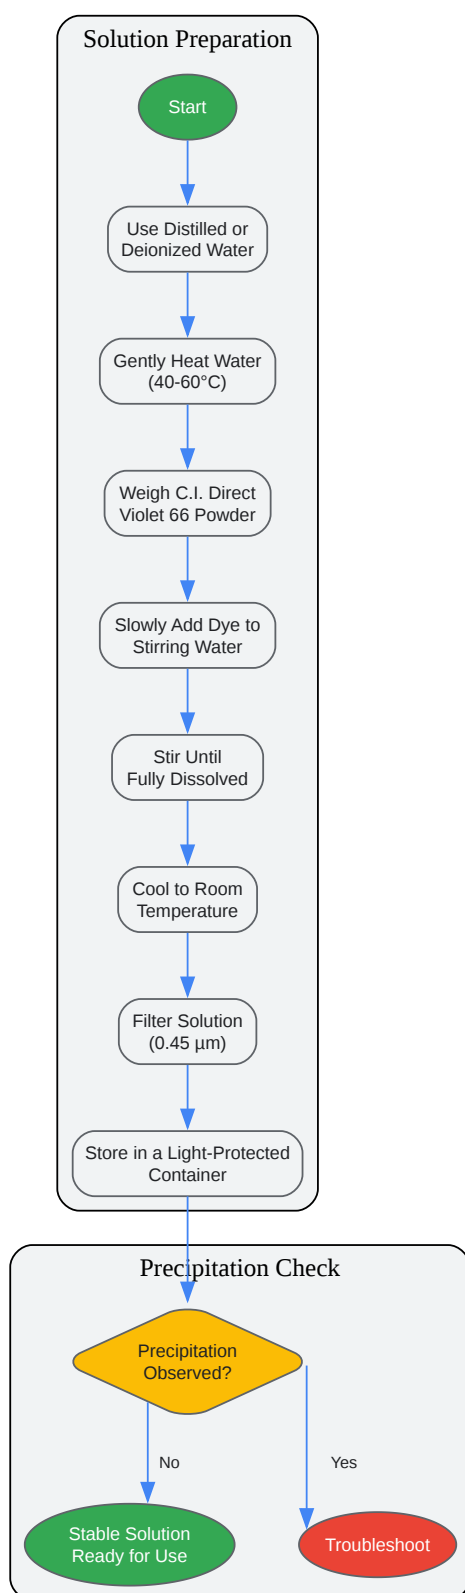 Solution Preparation
Start
Use Distilled or
Deionized Water
Gently Heat Water
(40-60°C)
Weigh C.I. Direct
Violet 66 Powder
Slowly Add Dye to
Stirring Water
Stir Until
Fully Dissolved
Cool to Room
Temperature
Filter Solution
(0.45 µm)
Store in a Light-Protected
Container
Precipitation Check
Precipitation
Observed?
No
Yes
Stable Solution
Ready for Use
Troubleshoot